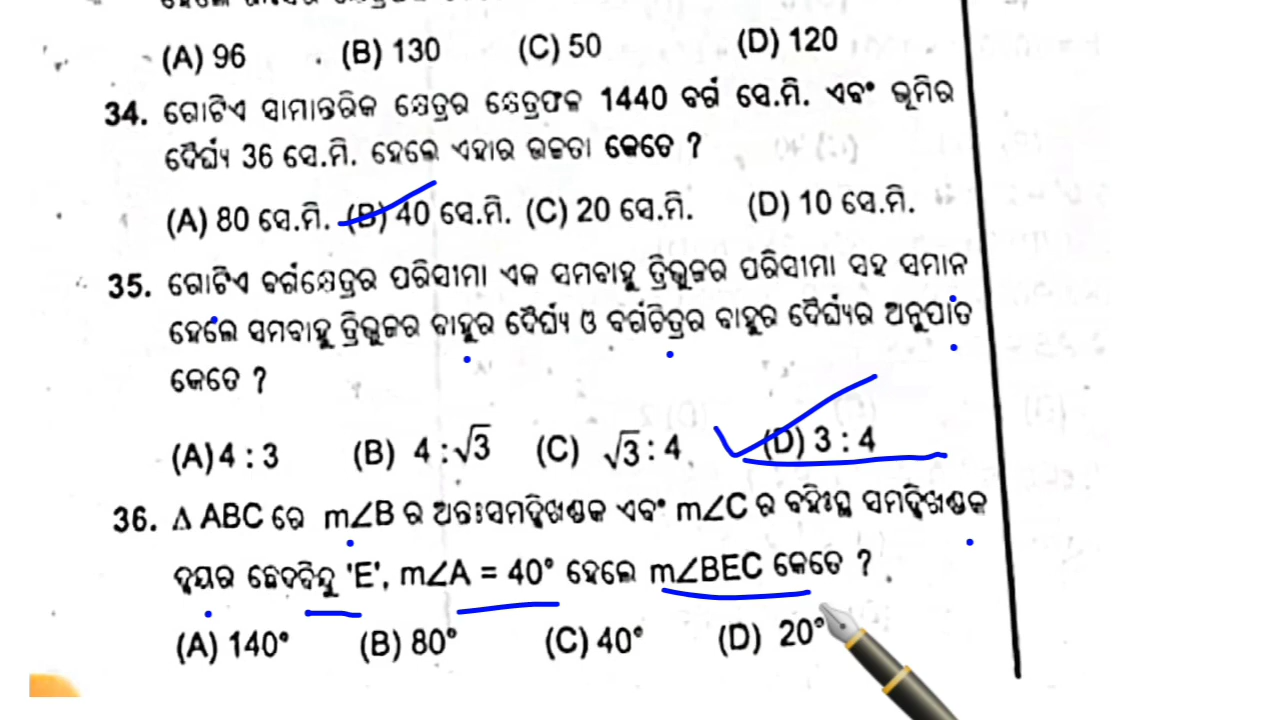 (A) 96 (B) 130 (C) 50 (D) 120
34. ଗୋଟିଏ ସାମାନ୍ତରିକ କ୍ଷେତ୍ରର କ୍ଷେତ୍ରଫଳ 1440 ବର୍ଗ ସେ.ମି. ଏବଂ ଭୂମିର
ଦୈର୍ଘ୍ୟ 36 ସେ.ମି. ହେଲେ ଏହାର ଉଚ୍ଚତା କେତେ ?
(A) 80 ସେ.ମି. (B) 40 ସେ.ମି. (C) 20 ସେ.ମି. (D) 10 ସେ.ମି.
35. ଗୋଟିଏ ବର୍ଗକ୍ଷେତ୍ରର ପରିସୀମା ଏକ ସମବାହୁ ତ୍ରିଭୁଜର ପରିସୀମା ସହ ସମାନ
ହେଲେ ସମବାହୁ ତ୍ରିଭୁଜର ବାହୁର ଦୈର୍ଘ୍ୟ ଓ ବର୍ଗଚିତ୍ରର ବାହୁର ଦୈର୍ଘ୍ୟର ଅନୁପାତ
କେତେ ?
(A) 4 : 3 (B) 4 : √3 (C) √3 : 4 (D) 3 : 4
36. Δ ABC ରେ m∠B ର ଅନ୍ତଃସମଦ୍ବିଖଣ୍ଡକ ଏବଂ m∠C ର ବହିଃସ୍ଥ ସମଦ୍ବିଖଣ୍ଡକ
ଦ୍ୱୟର ଛେଦବିନ୍ଦୁ 'E', m∠A = 40° ହେଲେ m∠BEC କେତେ ?
(A) 140° (B) 80° (C) 40° (D) 20°